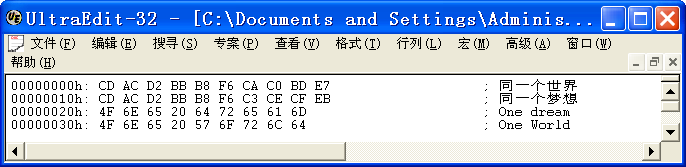 UltraEdit-32 - [C:\Documents and Settings\Adminis...
文件(F) 编辑(E) 搜寻(S) 专案(P) 查看(V) 格式(T) 行列(L) 宏(M) 高级(A) 窗口(W)
帮助(H)
00000000h: CD AC D2 BB B8 F6 CA C0 BD E7 ; 同一个世界
00000010h: CD AC D2 BB B8 F6 C3 CE CF EB ; 同一个梦想
00000020h: 4F 6E 65 20 64 72 65 61 6D ; One dream
00000030h: 4F 6E 65 20 57 6F 72 6C 64 ; One World